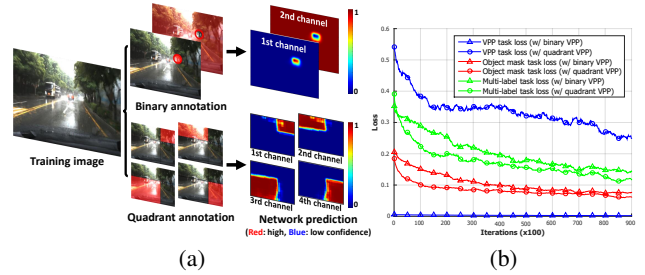 Training image
Binary annotation
Quadrant annotation
2nd channel
1st channel
1
0
1st channel
2nd channel
3rd channel
4th channel
1
0
Network prediction
(Red: high, Blue: low confidence)
(a)
VPP task loss (w/ binary VPP)
VPP task loss (w/ quadrant VPP)
Object mask task loss (w/ binary VPP)
Object mask task loss (w/ quadrant VPP)
Multi-label task loss (w/ binary VPP)
Multi-label task loss (w/ quadrant VPP)
Loss
0.6
0.5
0.4
0.3
0.2
0.1
0
0 100 200 300 400 500 600 700 800 900
Iterations (x100)
(b)